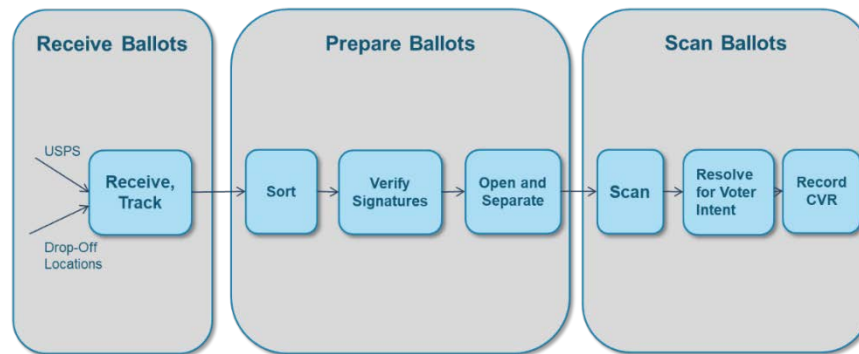 Receive Ballots
Prepare Ballots
Scan Ballots
USPS
Receive,
Track
Drop-Off
Locations
Sort
Verify
Signatures
Open and
Separate
Scan
Resolve
for Voter
Intent
Record
CVR